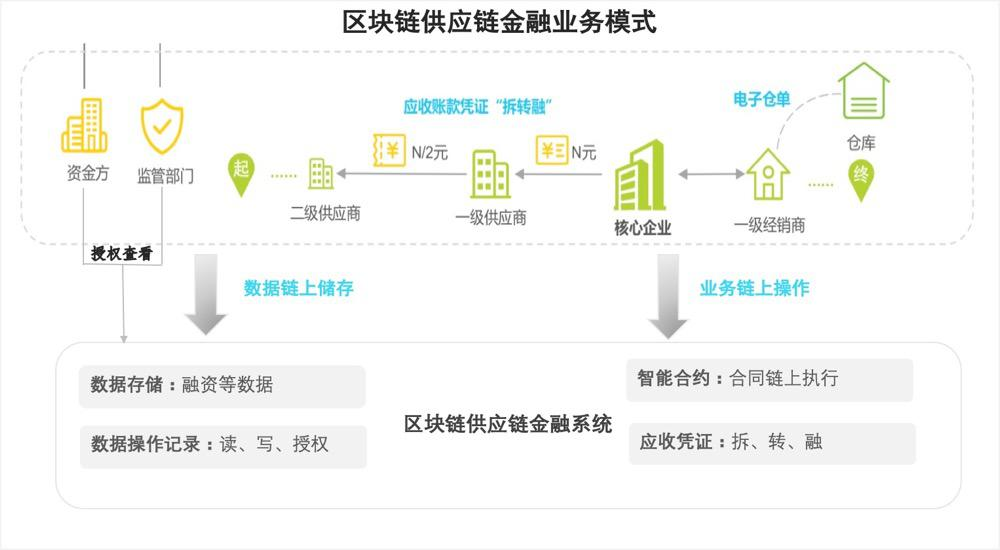 区块链供应链金融业务模式
应收账款凭证“拆转融”
电子仓单
¥ N/2元
¥ N元
仓库
资金方
监管部门
起
终
二级供应商
一级供应商
核心企业
一级经销商
授权查看
数据链上储存
业务链上操作
数据存储：融资等数据
智能合约：合同链上执行
区块链供应链金融系统
数据操作记录：读、写、授权
应收凭证：拆、转、融